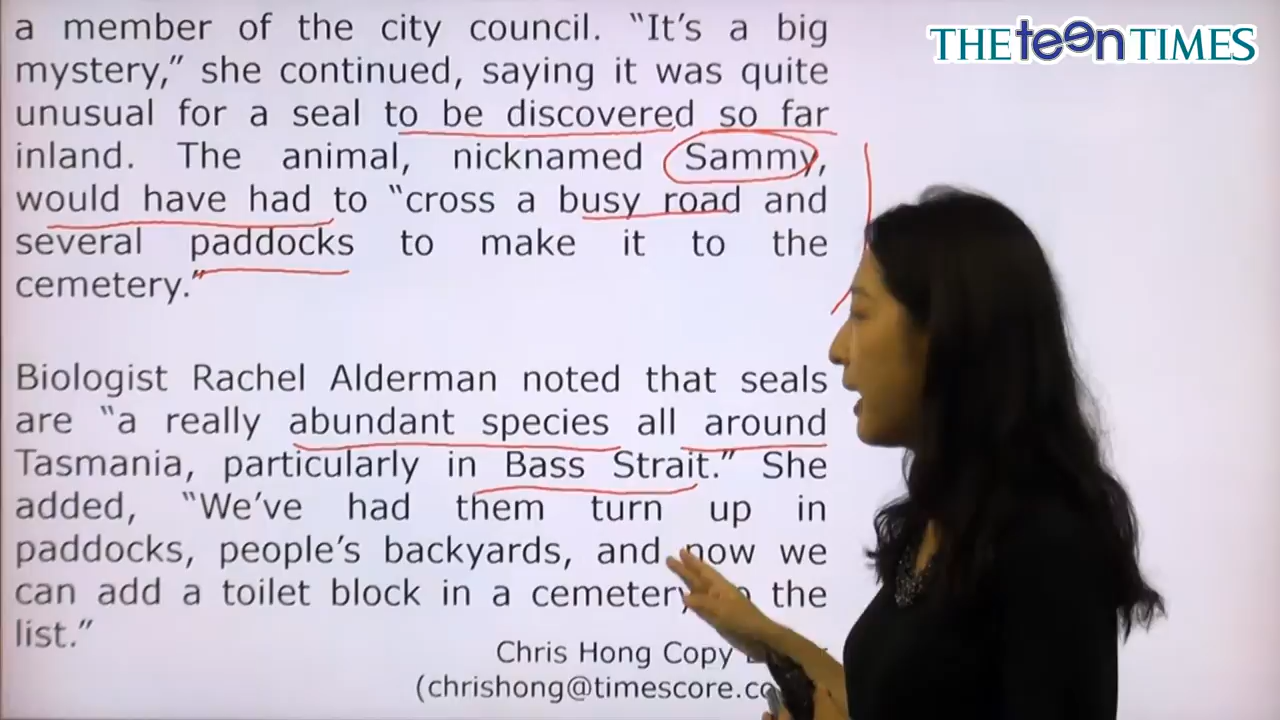 a member of the city council. “It’s a big
THE teen TIMES
mystery,” she continued, saying it was quite
unusual for a seal to be discovered so far
inland. The animal, nicknamed Sammy,
would have had to “cross a busy road and
several paddocks to make it to the
cemetery.”
Biologist Rachel Alderman noted that seals
are “a really abundant species all around
Tasmania, particularly in Bass Strait.” She
added, “We’ve had them turn up in
paddocks, people’s backyards, and now we
can add a toilet block in a cemetery the
list.”
Chris Hong Copy
(chrishong@timescore.co